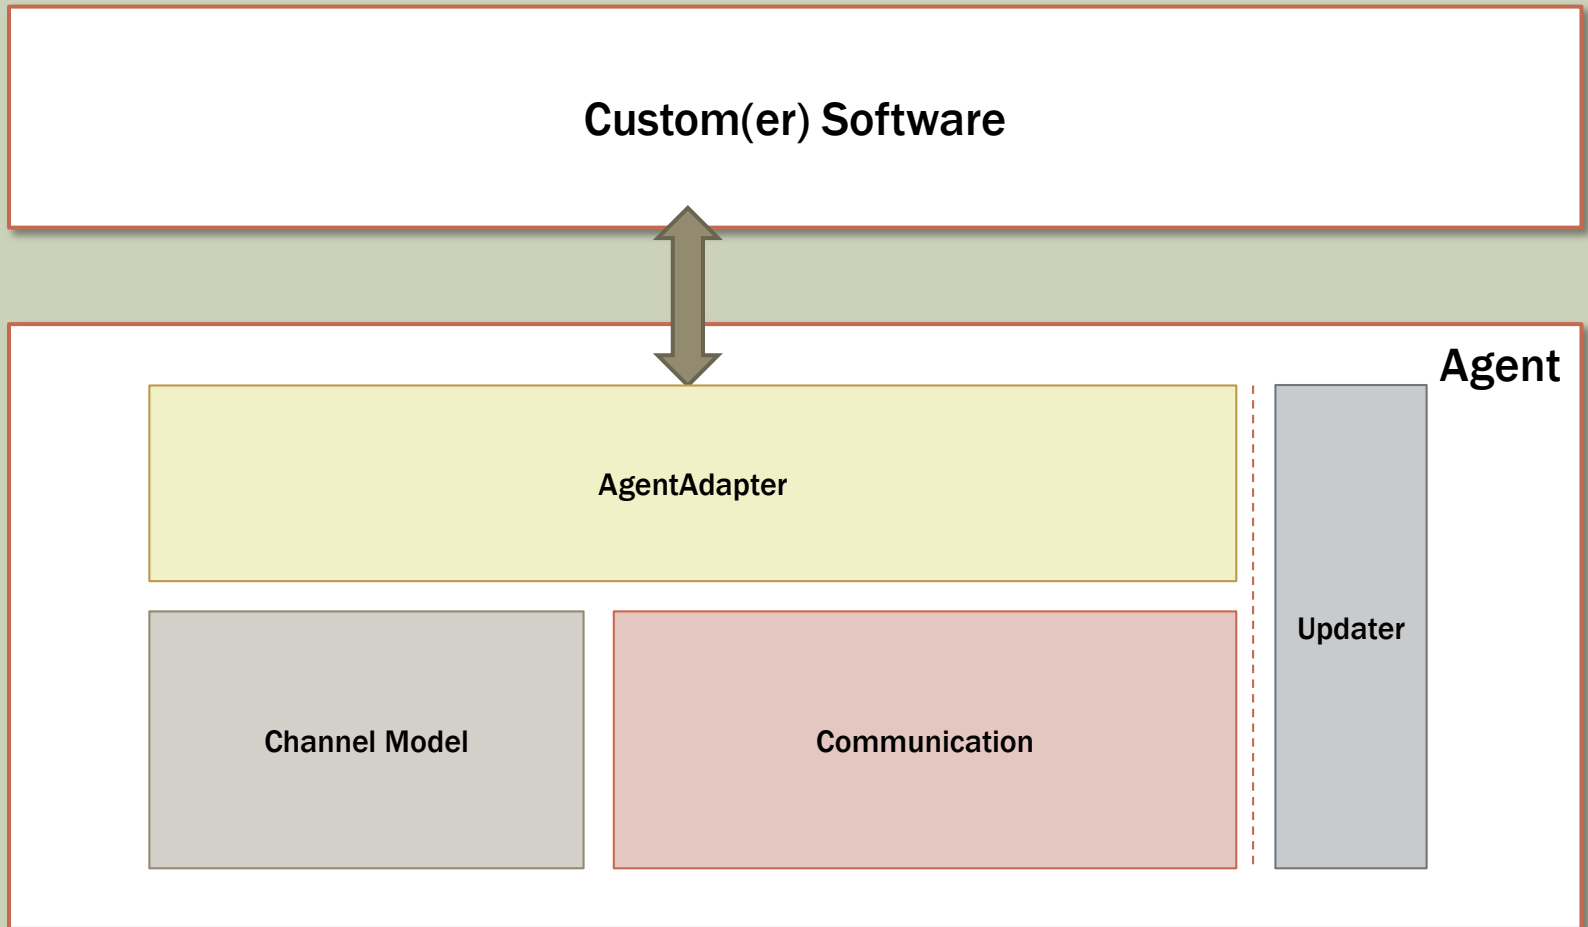 Custom(er) Software
Agent
AgentAdapter
Updater
Channel Model
Communication